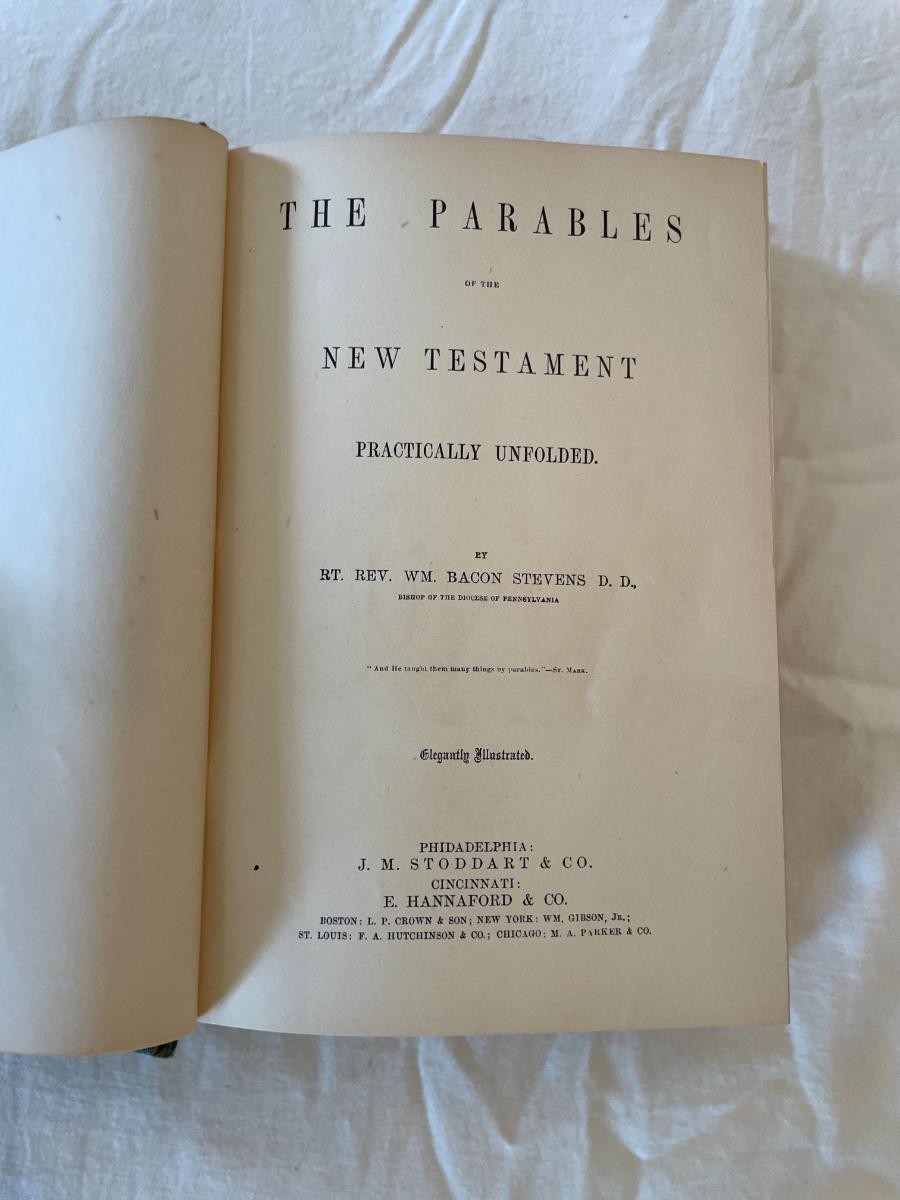 THE PARABLES
OF THE
NEW TESTAMENT
PRACTICALLY UNFOLDED.
BY
RT. REV. WM. BACON STEVENS D. D.,
BISHOP OF THE DIOCESE OF PENNSYLVANIA
"And He taught them many things by parables."—St. Mark.
Elegantly Illustrated.
PHIDADELPHIA:
J. M. STODDART & CO.
CINCINNATI:
E. HANNAFORD & CO.
BOSTON: L. P. CROWN & SON; NEW YORK: WM. GIBSON, Jr.;
ST. LOUIS: F. A. HUTCHINSON & CO.; CHICAGO: M. A. PARKER & CO.